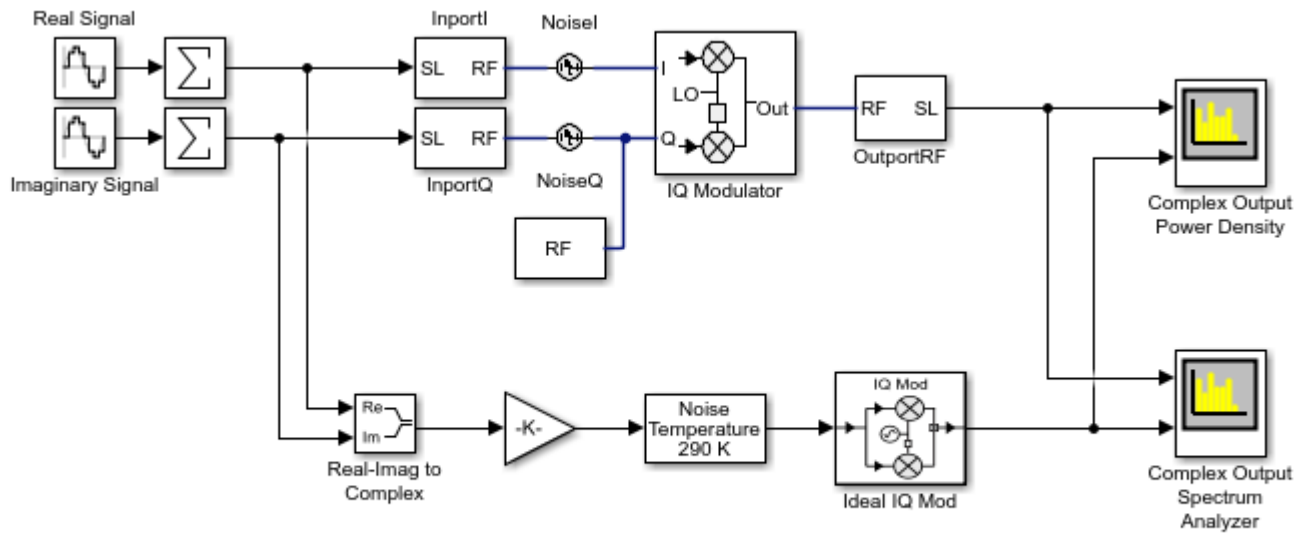 Real Signal
InportI
NoiseI
SL RF
I
LO
Out
RF SL
SL RF
Q
Imaginary Signal
InportQ
NoiseQ
IQ Modulator
OutportRF
Complex Output
Power Density
RF
Re
Im
Real-Imag to
Complex
-K-
Noise
Temperature
290 K
IQ Mod
Ideal IQ Mod
Complex Output
Spectrum
Analyzer